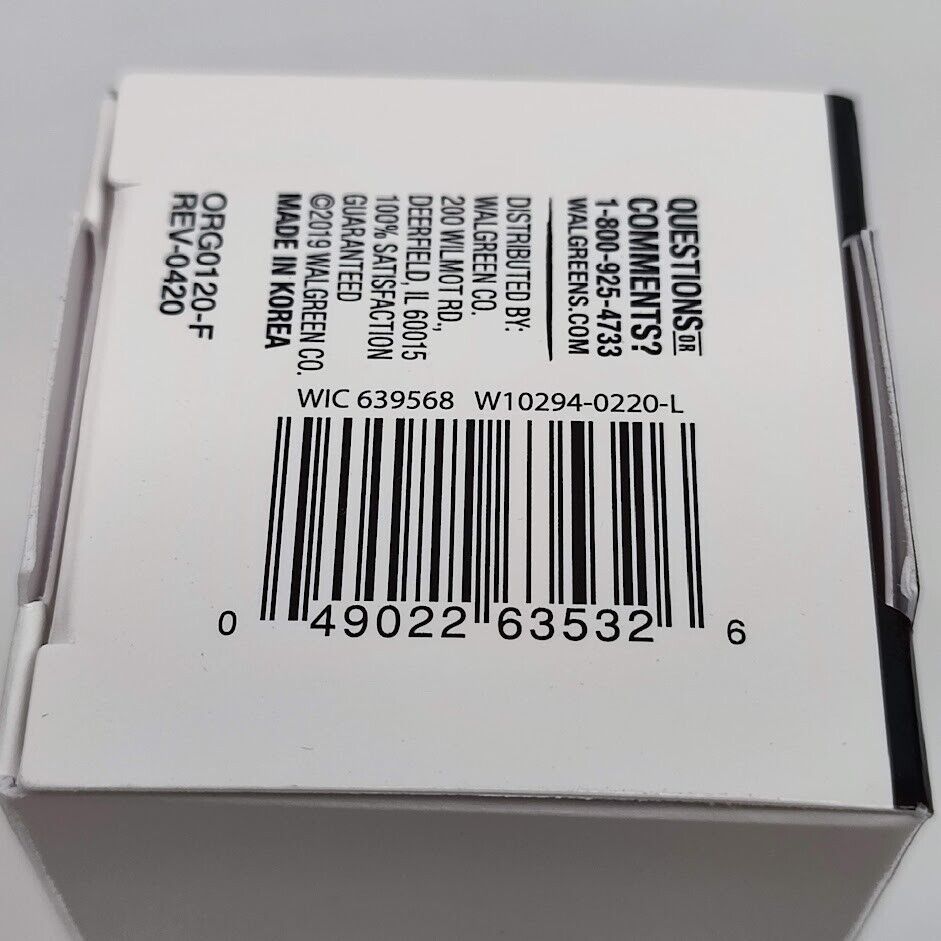 QUESTIONS OR
COMMENTS?
1-800-925-4733
WALGREENS.COM
DISTRIBUTED BY:
WALGREEN CO.
200 WILMOT RD.,
DEERFIELD, IL 60015
100% SATISFACTION
GUARANTEED
©2019 WALGREEN CO.
MADE IN KOREA
ORG0120-F
REV-0420
WIC 639568 W10294-0220-L
0 49022 63532 6